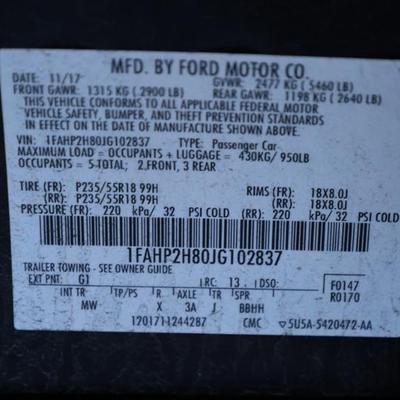 MFD. BY FORD MOTOR CO.
DATE: 11/17 GVWR: 2477 KG ( 5460 LB)
FRONT GAWR: 1315 KG ( 2900 LB) REAR GAWR: 1198 KG ( 2640 LB)
THIS VEHICLE CONFORMS TO ALL APPLICABLE FEDERAL MOTOR
VEHICLE SAFETY, BUMPER, AND THEFT PREVENTION STANDARDS
IN EFFECT ON THE DATE OF MANUFACTURE SHOWN ABOVE.
VIN: 1FAHP2H80JG102837 TYPE: Passenger Car
MAXIMUM LOAD = OCCUPANTS + LUGGAGE = 430KG/ 950LB
OCCUPANTS = 5-TOTAL; 2.FRONT, 3 REAR
TIRE (FR): P235/55R18 99H RIMS (FR): 18X8.0J
(RR): P235/55R18 99H (RR): 18X8.0J
PRESSURE (FR): 220 kPa/ 32 PSI COLD (RR): 220 kPa/ 32 PSI COLD
1FAHP2H80JG102837
TRAILER TOWING - SEE OWNER GUIDE
EXT PNT: G1 RC: 13 DSO: F0147
INT TR TP/PS R AXLE TR SPR R0170
MW X 3A J BBHH
1201711244287 CMC 5U5A-5420472-AA